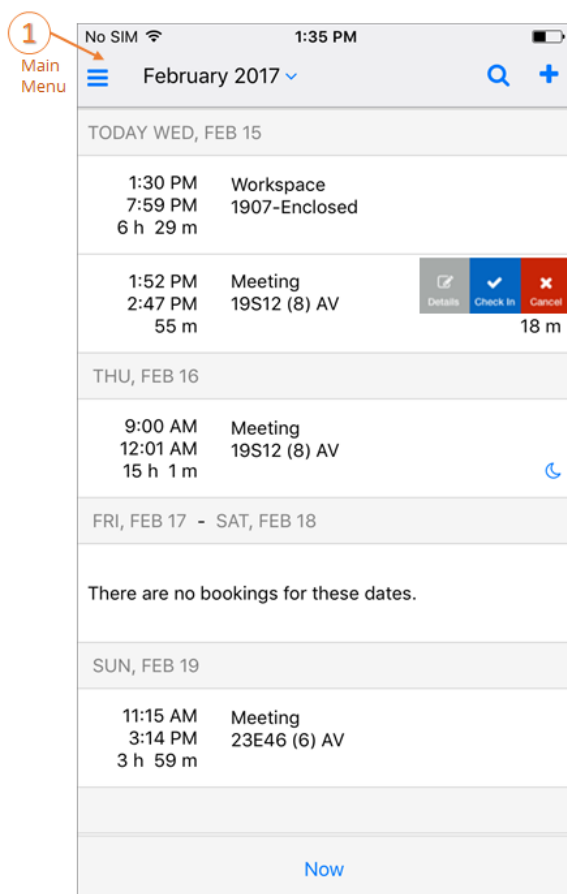 1
Main
Menu
No SIM 1:35 PM
February 2017
TODAY WED, FEB 15
1:30 PM Workspace
7:59 PM 1907-Enclosed
6 h 29 m
1:52 PM Meeting
2:47 PM 19S12 (8) AV
55 m
Details Check In Cancel
18 m
THU, FEB 16
9:00 AM Meeting
12:01 AM 19S12 (8) AV
15 h 1 m
FRI, FEB 17 - SAT, FEB 18
There are no bookings for these dates.
SUN, FEB 19
11:15 AM Meeting
3:14 PM 23E46 (6) AV
3 h 59 m
Now